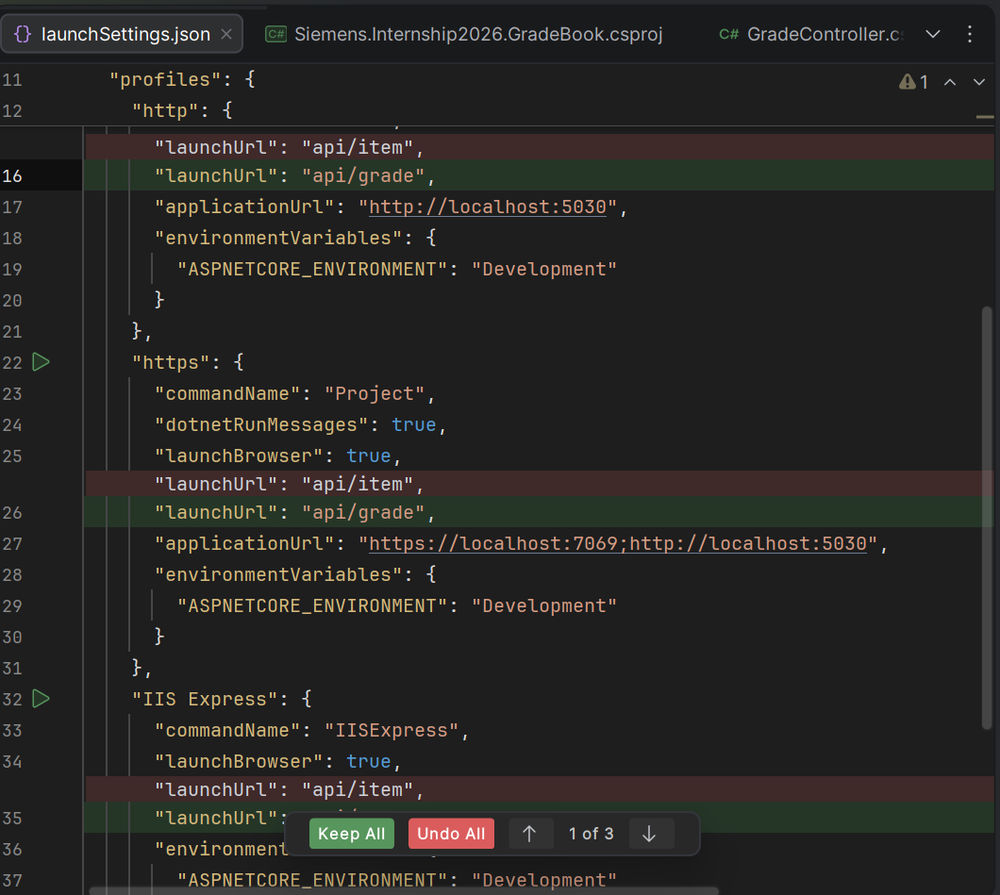 {} launchSettings.json × C# Siemens.Internship2026.GradeBook.csproj C# GradeController.c
11 "profiles": { 1
12 "http": {
"launchUrl": "api/item",
16 "launchUrl": "api/grade",
17 "applicationUrl": "http://localhost:5030",
18 "environmentVariables": {
19 "ASPNETCORE_ENVIRONMENT": "Development"
20 }
21 },
22 "https": {
23 "commandName": "Project",
24 "dotnetRunMessages": true,
25 "launchBrowser": true,
"launchUrl": "api/item",
26 "launchUrl": "api/grade",
27 "applicationUrl": "https://localhost:7069;http://localhost:5030",
28 "environmentVariables": {
29 "ASPNETCORE_ENVIRONMENT": "Development"
30 }
31 },
32 "IIS Express": {
33 "commandName": "IISExpress",
34 "launchBrowser": true,
"launchUrl": "api/item",
35 "launchUrl":
Keep All Undo All ↑ 1 of 3 ↓
36 "environment
37 "ASPNETCORE_ENVIRONMENT": "Development"